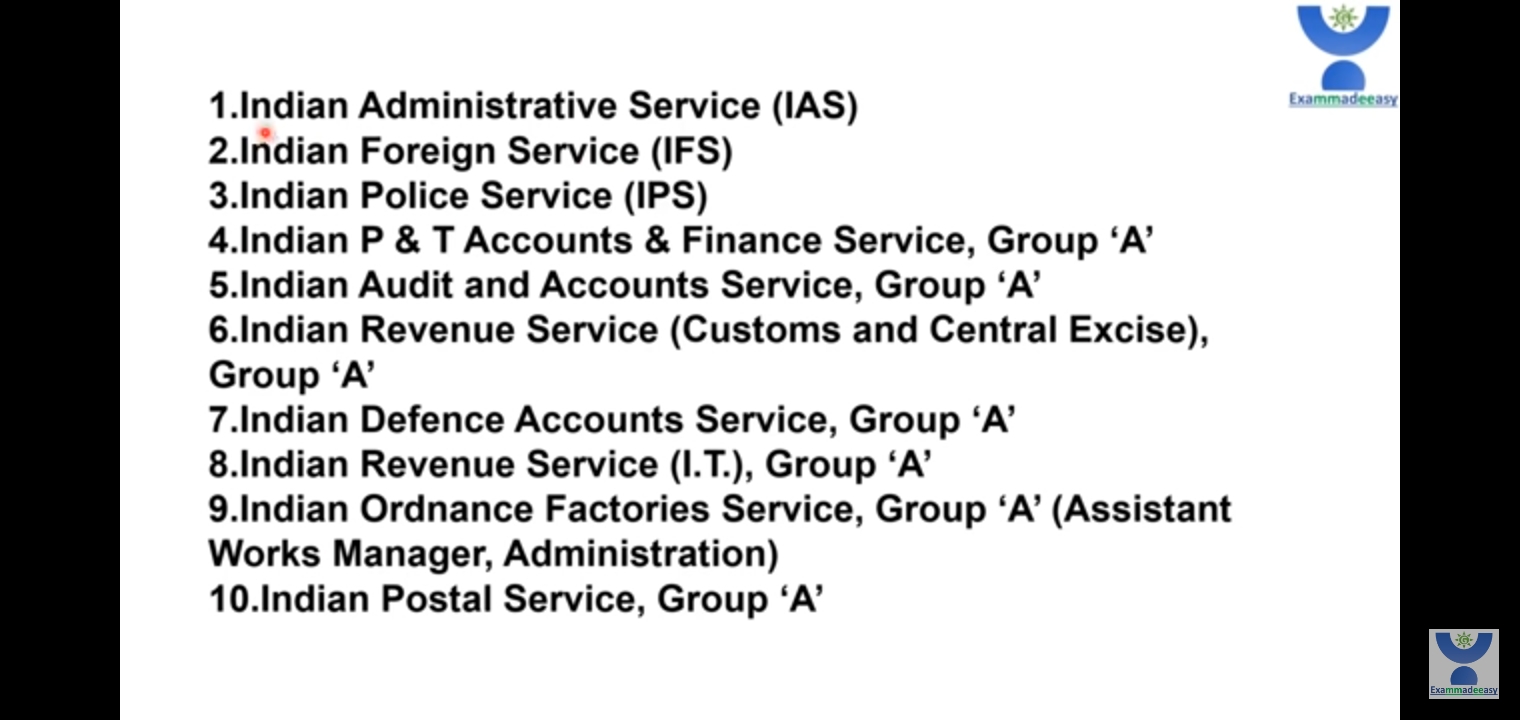 Exammadeeasy
1.Indian Administrative Service (IAS)
2.Indian Foreign Service (IFS)
3.Indian Police Service (IPS)
4.Indian P & T Accounts & Finance Service, Group ‘A’
5.Indian Audit and Accounts Service, Group ‘A’
6.Indian Revenue Service (Customs and Central Excise),
Group ‘A’
7.Indian Defence Accounts Service, Group ‘A’
8.Indian Revenue Service (I.T.), Group ‘A’
9.Indian Ordnance Factories Service, Group ‘A’ (Assistant
Works Manager, Administration)
10.Indian Postal Service, Group ‘A’
Exammadeeasy